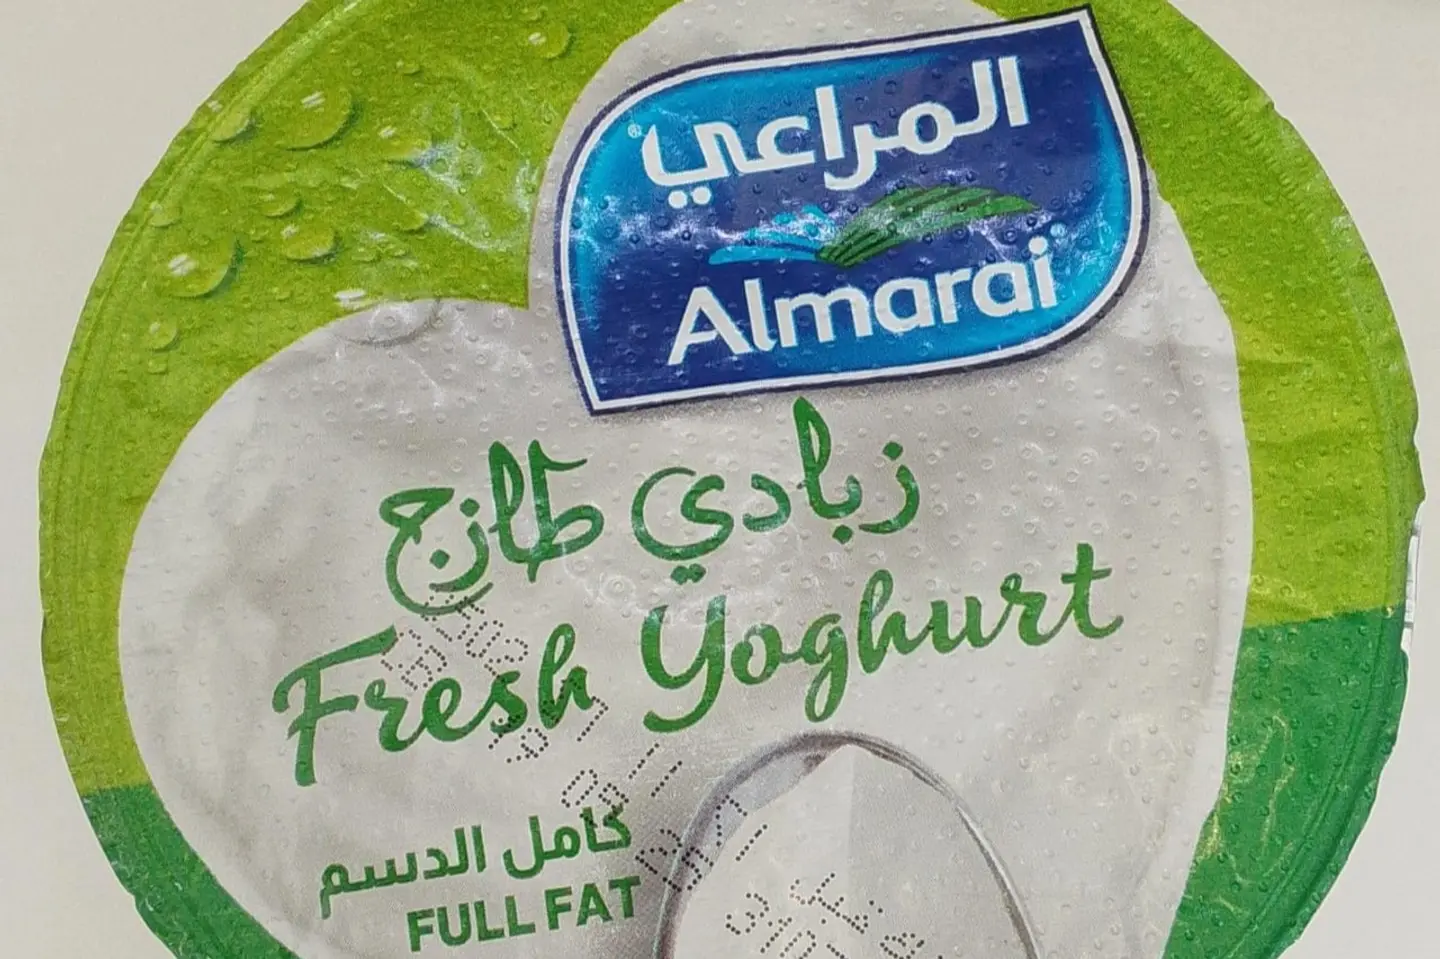 المراعي
Almarai
زبادي طازج
Fresh Yoghurt
كامل الدسم
FULL FAT